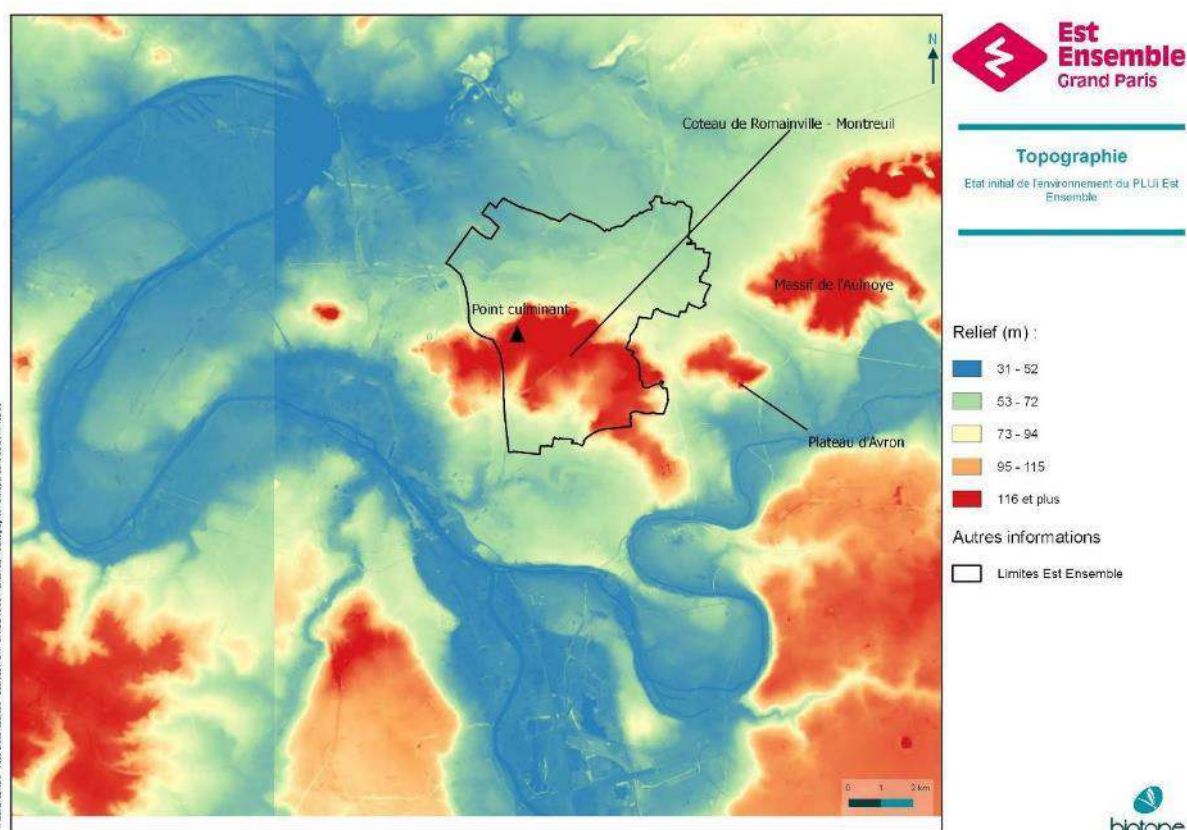 N
Coteau de Romainville - Montreuil
Massif de l'Aulnoye
Point culminant
Plateau d'Avron
0 1 2 km
Est
Ensemble
Grand Paris
Topographie
Etat initial de l'environnement du PLUi Est
Ensemble
Relief (m) :
31 - 52
53 - 72
73 - 94
95 - 115
116 et plus
Autres informations
Limites Est Ensemble
biotope